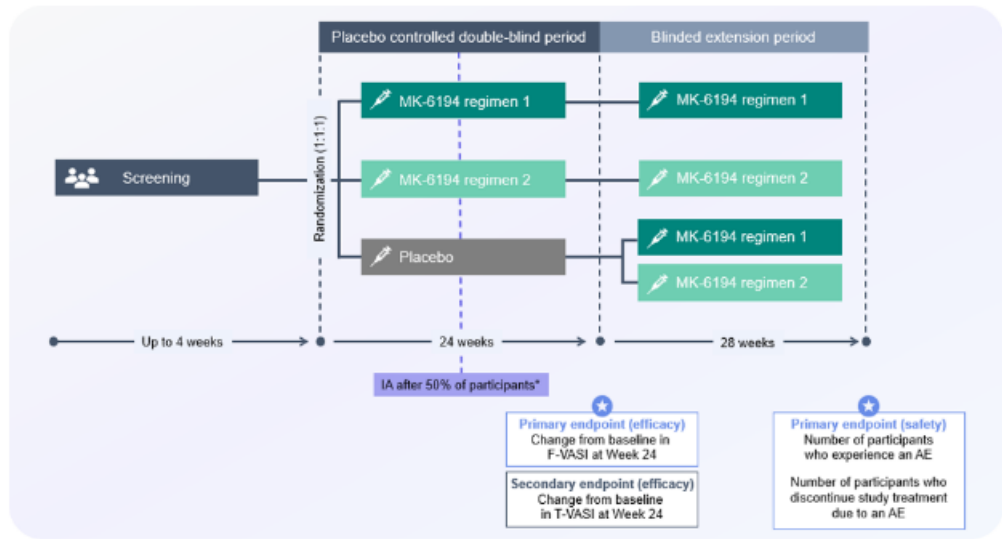 Placebo controlled double-blind period
Blinded extension period
Screening
Randomization (1:1:1)
MK-6194 regimen 1
MK-6194 regimen 1
MK-6194 regimen 2
MK-6194 regimen 2
Placebo
MK-6194 regimen 1
MK-6194 regimen 2
Up to 4 weeks
24 weeks
28 weeks
IA after 50% of participants*
Primary endpoint (efficacy)
Change from baseline in
F-VASI at Week 24
Secondary endpoint (efficacy)
Change from baseline
in T-VASI at Week 24
Primary endpoint (safety)
Number of participants
who experience an AE
Number of participants who
discontinue study treatment
due to an AE